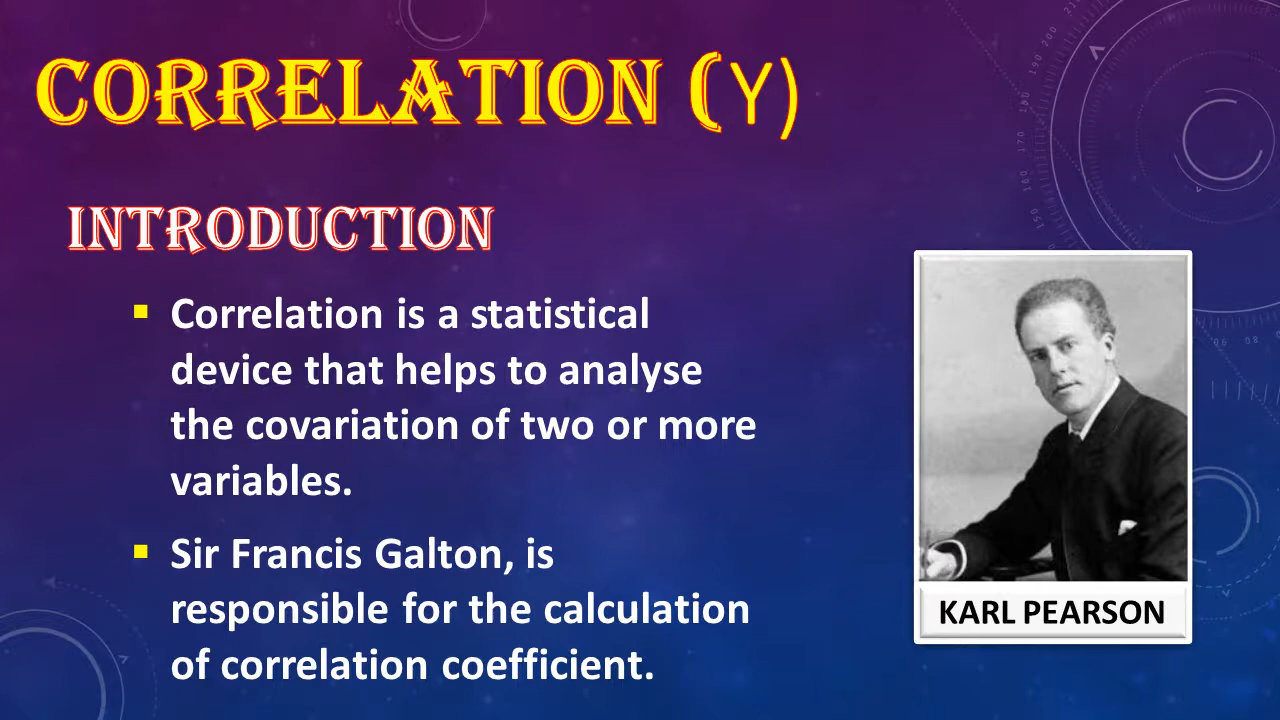 CORRELATION (γ)
INTRODUCTION
Correlation is a statistical
device that helps to analyse
the covariation of two or more
variables.
Sir Francis Galton, is
responsible for the calculation
of correlation coefficient.
KARL PEARSON